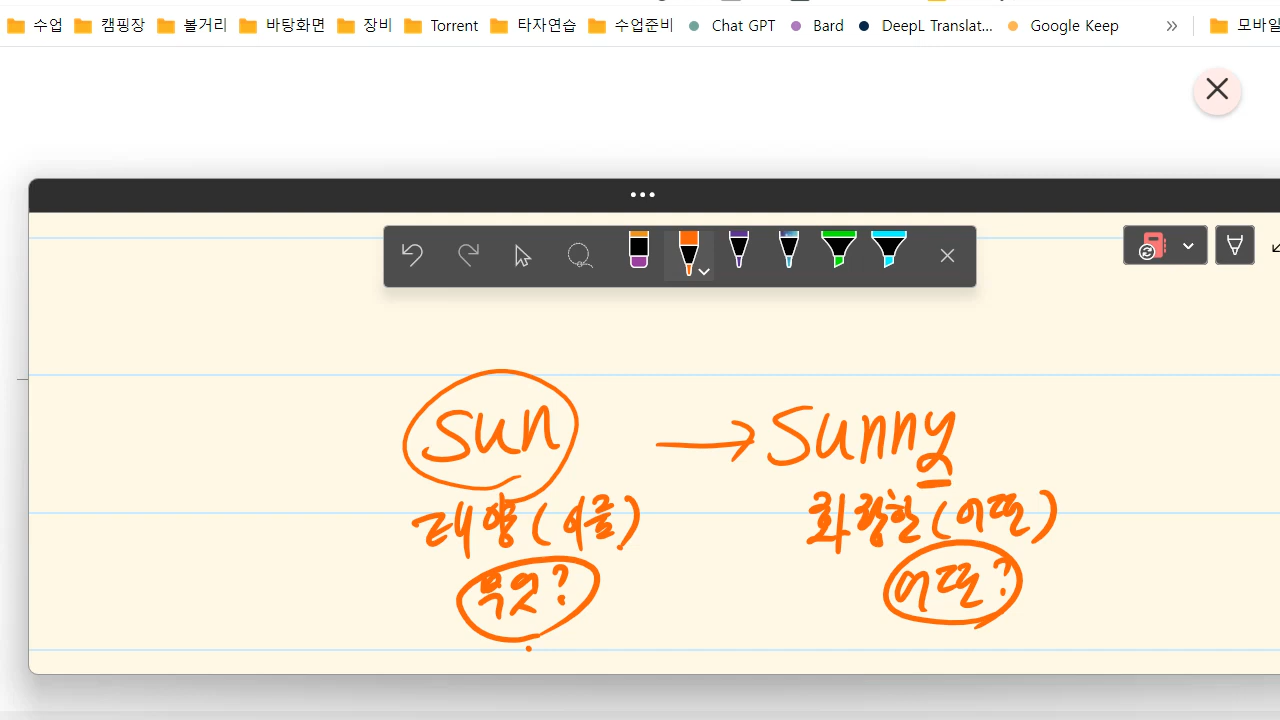 수업 캠핑장 볼거리 바탕화면 장비 Torrent 타자연습 수업준비 Chat GPT Bard DeepL Translat... Google Keep » 모바일
sun → sunny
태양(이름) 화창한(어떤)
무엇? 어떤?